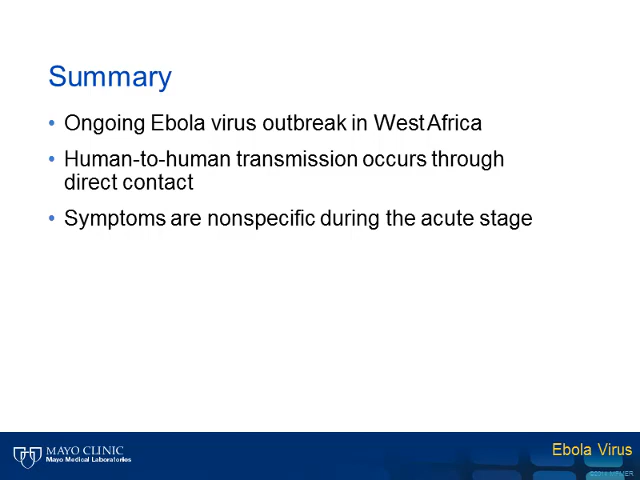 Summary
• Ongoing Ebola virus outbreak in West Africa
• Human-to-human transmission occurs through
direct contact
• Symptoms are nonspecific during the acute stage
MAYO CLINIC
Mayo Medical Laboratories
Ebola Virus